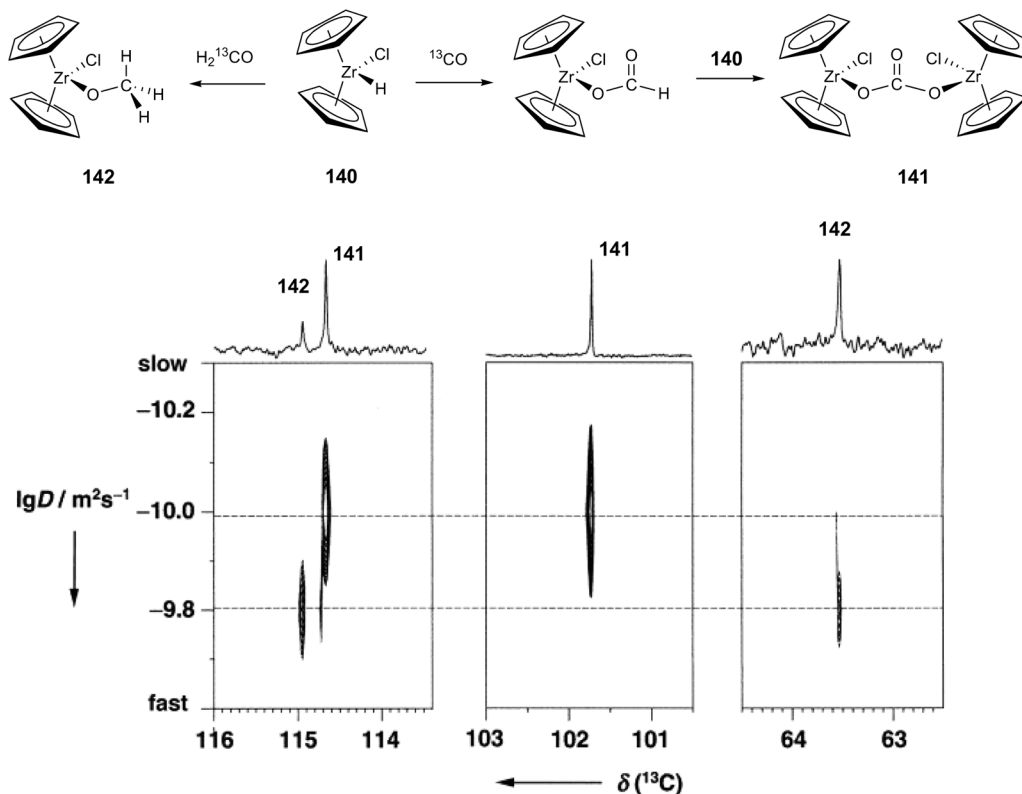 H₂¹³CO
¹³CO
140
Zr Cl O C H H H
Zr Cl H
Zr Cl O C O H
Zr Cl O C O O Cl Zr
142
140
141
142
141
141
142
slow
−10.2
lgD / m²s⁻¹
−10.0
−9.8
fast
116 115 114
103 102 101
64 63
δ (¹³C)